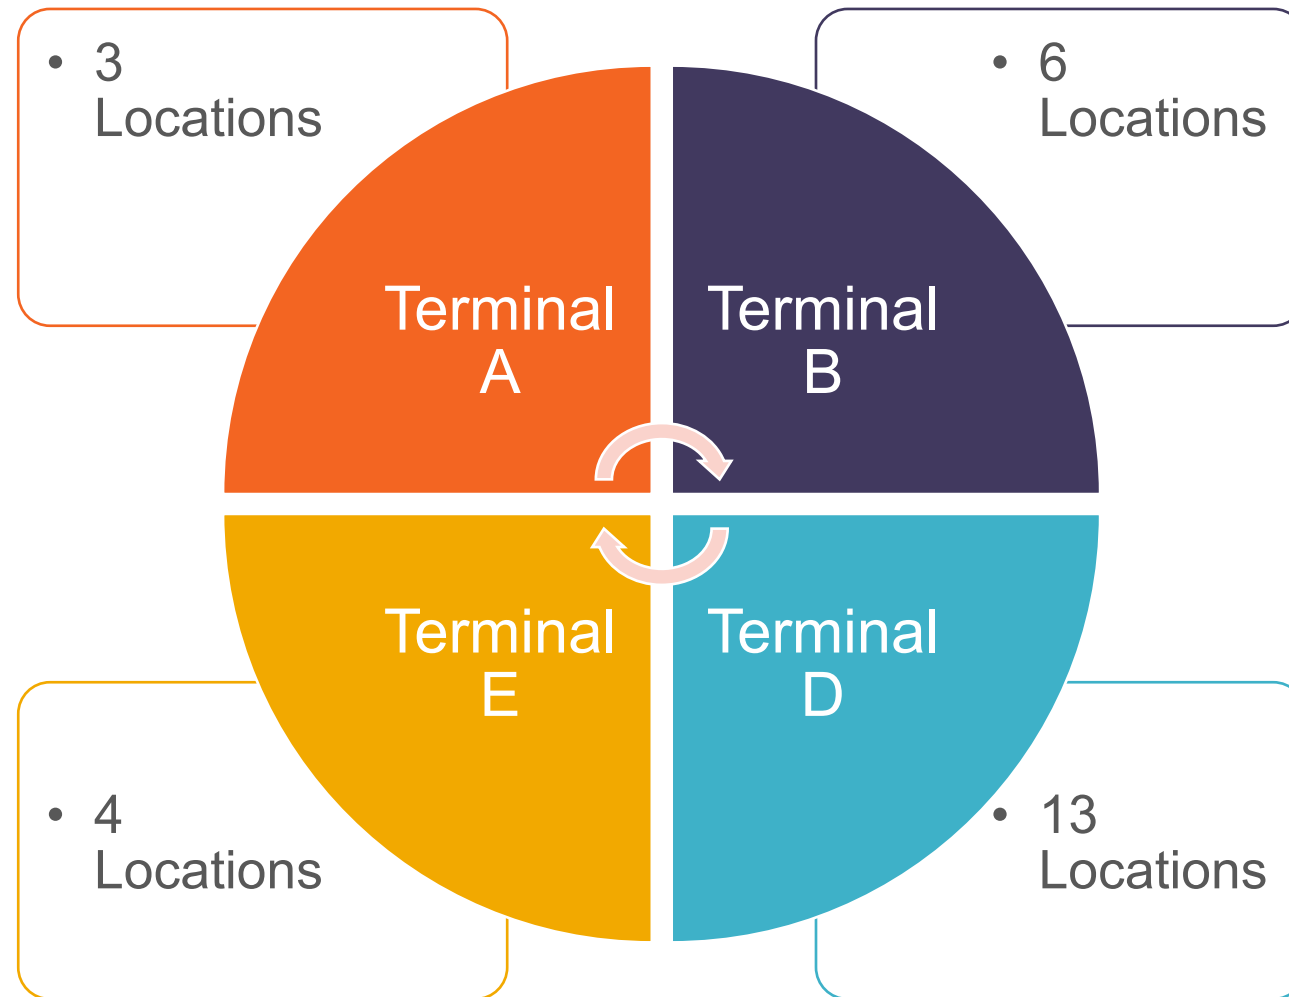 • 3
Locations
• 6
Locations
Terminal
A
Terminal
B
Terminal
E
Terminal
D
• 4
Locations
• 13
Locations